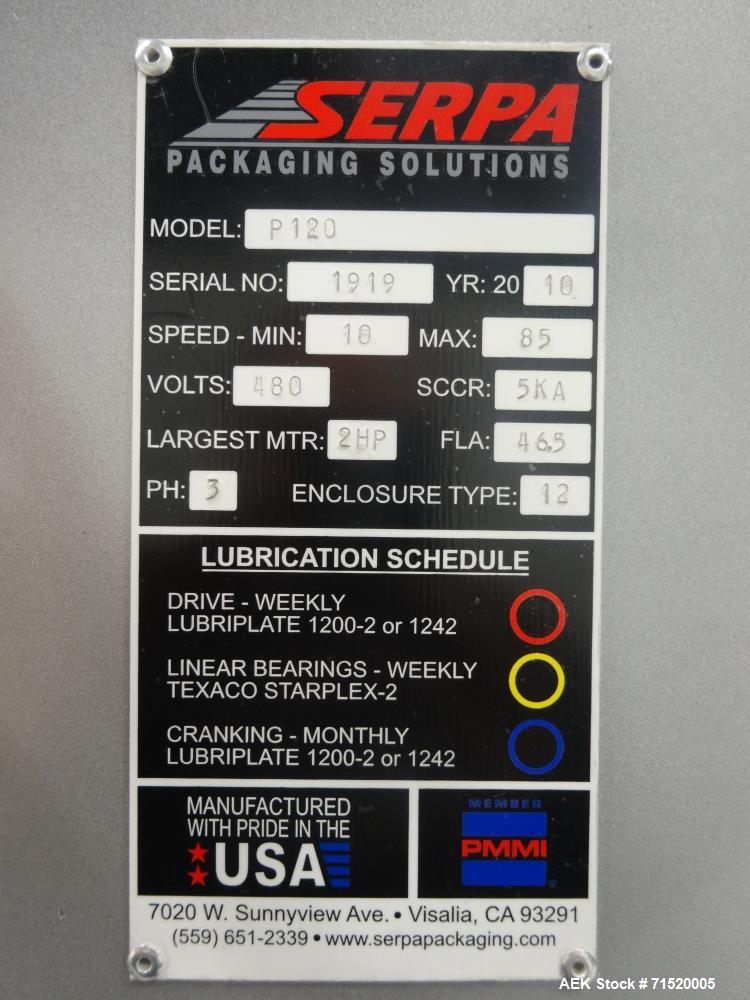 SERPA
PACKAGING SOLUTIONS
MODEL: P120
SERIAL NO: 1919 YR: 20 10
SPEED - MIN: 10 MAX: 85
VOLTS: 480 SCCR: 5KA
LARGEST MTR: 2HP FLA: 46.5
PH: 3 ENCLOSURE TYPE: 12
LUBRICATION SCHEDULE
DRIVE - WEEKLY
LUBRIPLATE 1200-2 or 1242
LINEAR BEARINGS - WEEKLY
TEXACO STARPLEX-2
CRANKING - MONTHLY
LUBRIPLATE 1200-2 or 1242
MANUFACTURED
WITH PRIDE IN THE
USA
MEMBER
PMMI
®
7020 W. Sunnyview Ave. • Visalia, CA 93291
(559) 651-2339 • www.serpapackaging.com
AEK Stock #71520005